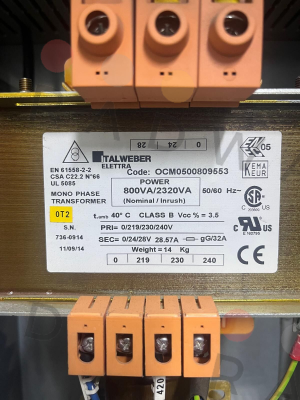 0 24 28
ITALWEBER
ELETTRA
Code: OCM0500809553
EN 61558-2-2
CSA C22.2 N°66
UL 5085
POWER
800VA/2320VA
(Nominal / Inrush)
50/60 Hz~
KEMA
KEUR
05
MONO PHASE
TRANSFORMER
0T2
t.amb 40° C CLASS B Vcc % = 3.5
S.N.
736-0914
11/09/14
PRI= 0/219/230/240V
SEC= 0/24/28V 28.57A gG/32A
Weight = 14 Kg
0 219 230 240
CE
420